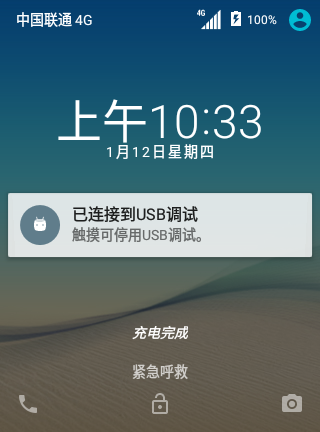 中国联通 4G
4G
100%
上午10:33
1月12日星期四
已连接到USB调试
触摸可停用USB调试。
充电完成
紧急呼救